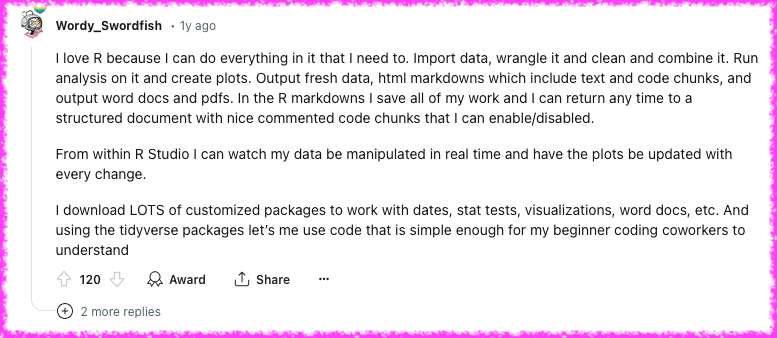 Wordy_Swordfish • 1y ago
I love R because I can do everything in it that I need to. Import data, wrangle it and clean and combine it. Run
analysis on it and create plots. Output fresh data, html markdowns which include text and code chunks, and
output word docs and pdfs. In the R markdowns I save all of my work and I can return any time to a
structured document with nice commented code chunks that I can enable/disabled.
From within R Studio I can watch my data be manipulated in real time and have the plots be updated with
every change.
I download LOTS of customized packages to work with dates, stat tests, visualizations, word docs, etc. And
using the tidyverse packages let's me use code that is simple enough for my beginner coding coworkers to
understand
120 Award Share ...
2 more replies